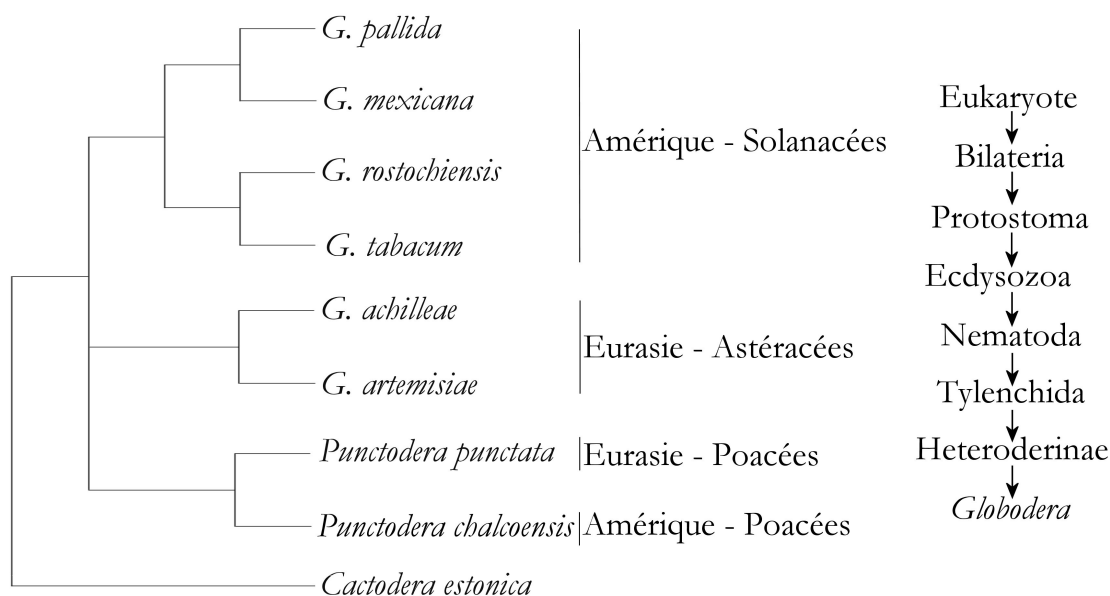 G. pallida
G. mexicana
G. rostochiensis
G. tabacum
Amérique - Solanacées
G. achilleae
G. artemisiae
Eurasie - Astéracées
Punctodera punctata
Eurasie - Poacées
Punctodera chalcoensis
Amérique - Poacées
Cactodera estonica
Eukaryote
Bilateria
Protostoma
Ecdysozoa
Nematoda
Tylenchida
Heteroderinae
Globodera